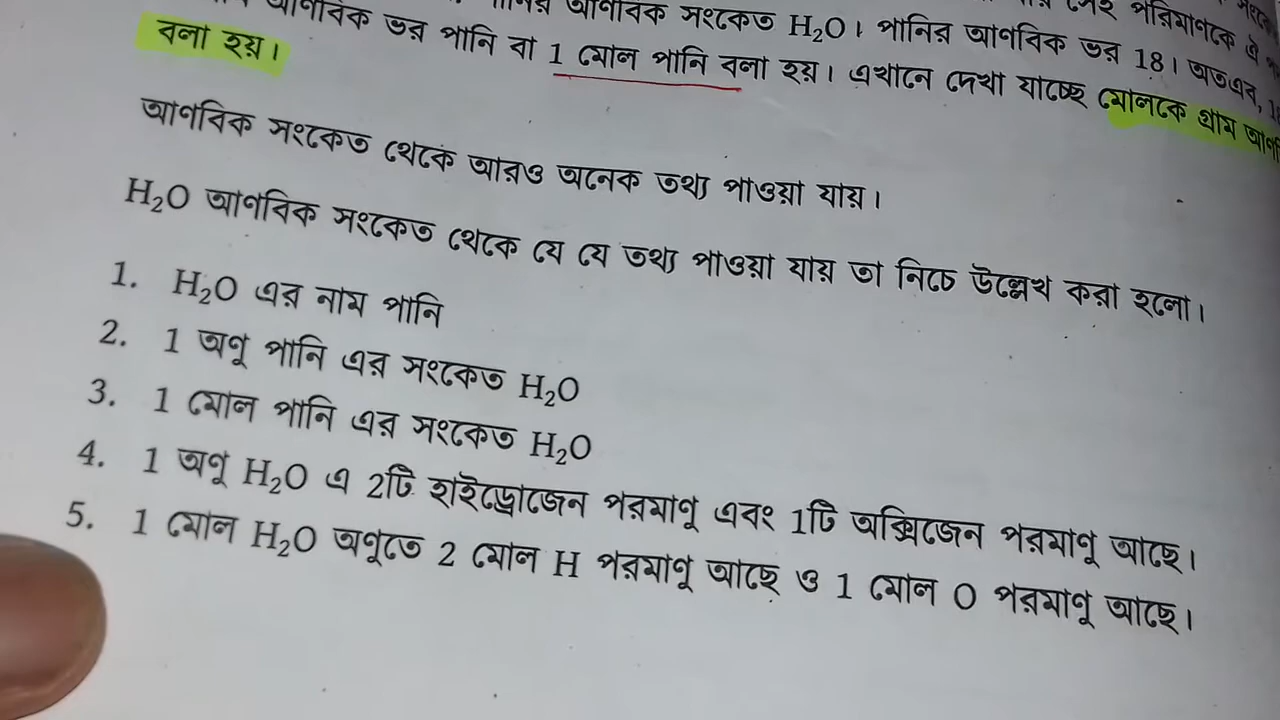 সংকেত H₂O। পানির আণবিক ভর 18। অতএব,
আণবিক ভর পানি বা 1 মোল পানি বলা হয়। এখানে দেখা যাচ্ছে মোলকে গ্রাম
বলা হয়।
আণবিক সংকেত থেকে আরও অনেক তথ্য পাওয়া যায়।
H₂O আণবিক সংকেত থেকে যে যে তথ্য পাওয়া যায় তা নিচে উল্লেখ করা হলো।
1. H₂O এর নাম পানি
2. 1 অণু পানি এর সংকেত H₂O
3. 1 মোল পানি এর সংকেত H₂O
4. 1 অণু H₂O এ 2টি হাইড্রোজেন পরমাণু এবং 1টি অক্সিজেন পরমাণু আছে।
5. 1 মোল H₂O অণুতে 2 মোল H পরমাণু আছে ও 1 মোল O পরমাণু আছে।